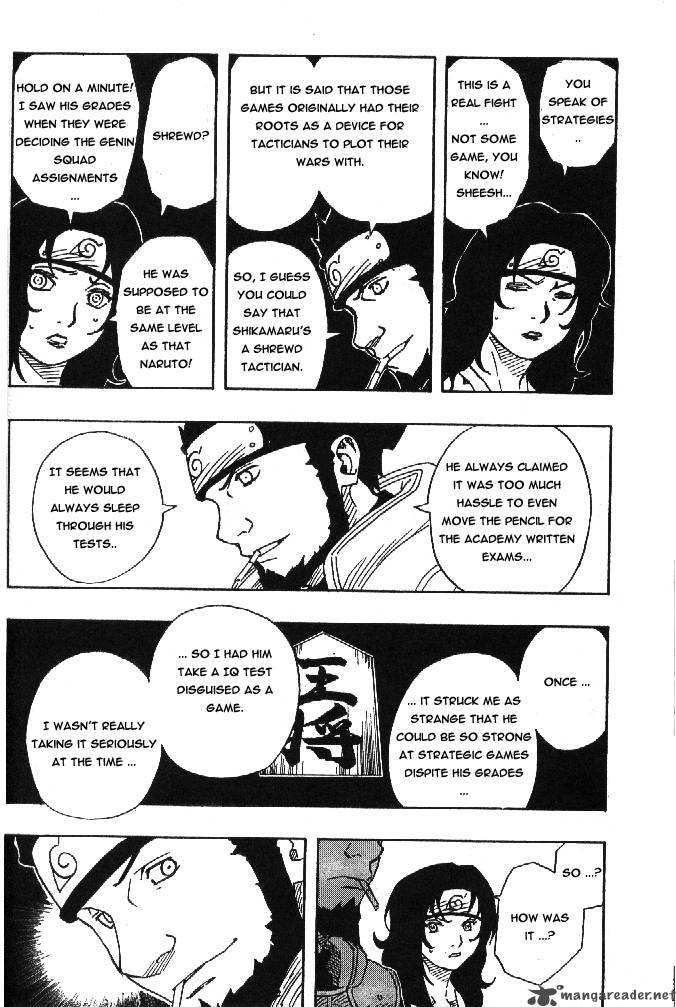 YOU
SPEAK OF
STRATEGIES
..
THIS IS A
REAL FIGHT
...
NOT SOME
GAME, YOU
KNOW!
SHEESH...
BUT IT IS SAID THAT THOSE
GAMES ORIGINALLY HAD THEIR
ROOTS AS A DEVICE FOR
TACTICIANS TO PLOT THEIR
WARS WITH.
SO, I GUESS
YOU COULD
SAY THAT
SHIKAMARU'S
A SHREWD
TACTICIAN.
SHREWD?
HOLD ON A MINUTE!
I SAW HIS GRADES
WHEN THEY WERE
DECIDING THE GENIN
SQUAD
ASSIGNMENTS
...
HE WAS
SUPPOSED TO
BE AT THE
SAME LEVEL
AS THAT
NARUTO!
HE ALWAYS CLAIMED
IT WAS TOO MUCH
HASSLE TO EVEN
MOVE THE PENCIL FOR
THE ACADEMY WRITTEN
EXAMS...
IT SEEMS THAT
HE WOULD
ALWAYS SLEEP
THROUGH HIS
TESTS..
ONCE ...
... IT STRUCK ME AS
STRANGE THAT HE
COULD BE SO STRONG
AT STRATEGIC GAMES
DISPITE HIS GRADES
...
王
将
... SO I HAD HIM
TAKE A IQ TEST
DISGUISED AS A
GAME.
I WASN'T REALLY
TAKING IT SERIOUSLY
AT THE TIME ...
SO ...?
HOW WAS
IT ...?
mangareader.net